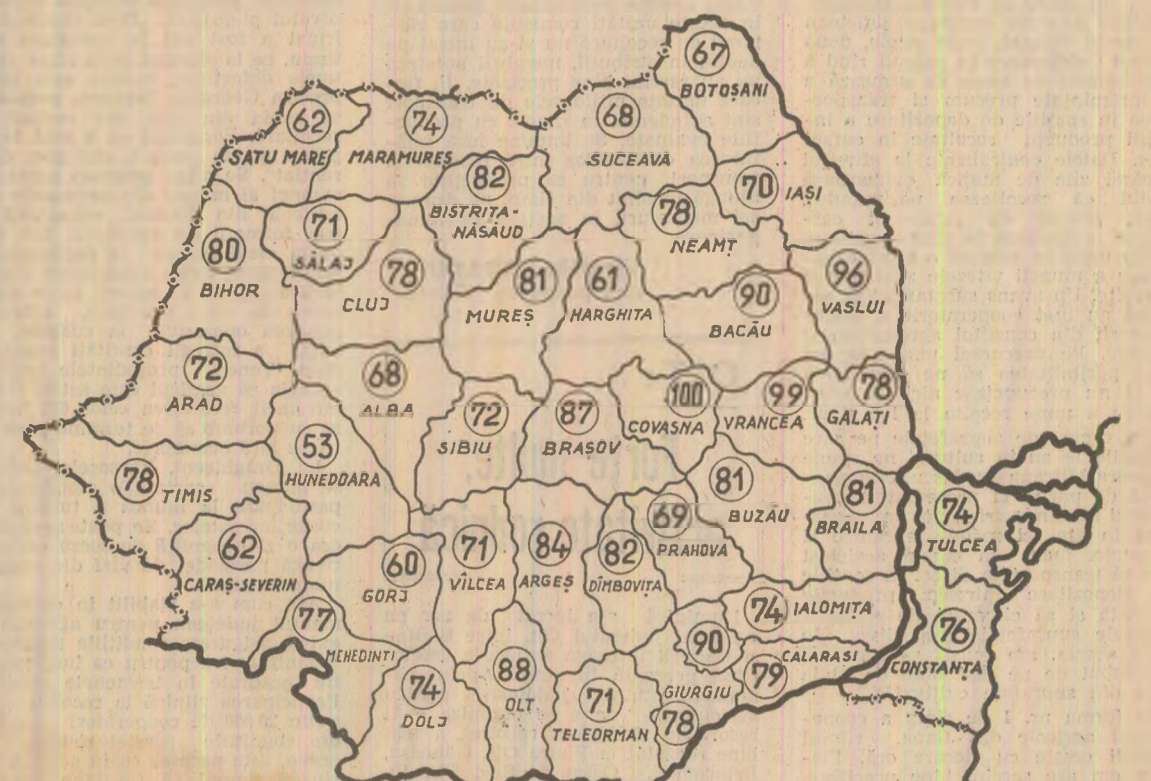 67
BOTOȘANI
62
SATU MARE
74
MARAMUREȘ
68
SUCEAVA
82
BISTRIȚA-
NĂSĂUD
70
IAȘI
71
SĂLAJ
78
NEAMȚ
80
BIHOR
78
CLUJ
81
MUREȘ
61
HARGHITA
90
BACĂU
96
VASLUI
72
ARAD
68
ALBA
72
SIBIU
87
BRAȘOV
100
COVASNA
99
VRANCEA
78
GALAȚI
53
HUNEDOARA
78
TIMIS
81
BUZĂU
81
BRAILA
74
TULCEA
62
CARAȘ-SEVERIN
60
GORJ
71
VÎLCEA
84
ARGEȘ
82
DÎMBOVIȚA
69
PRAHOVA
77
MEHEDINTI
74
IALOMIȚA
90
79
CALARASI
76
CONSTANȚA
74
DOLJ
88
OLT
71
TELEORMAN
GIURGIU
78